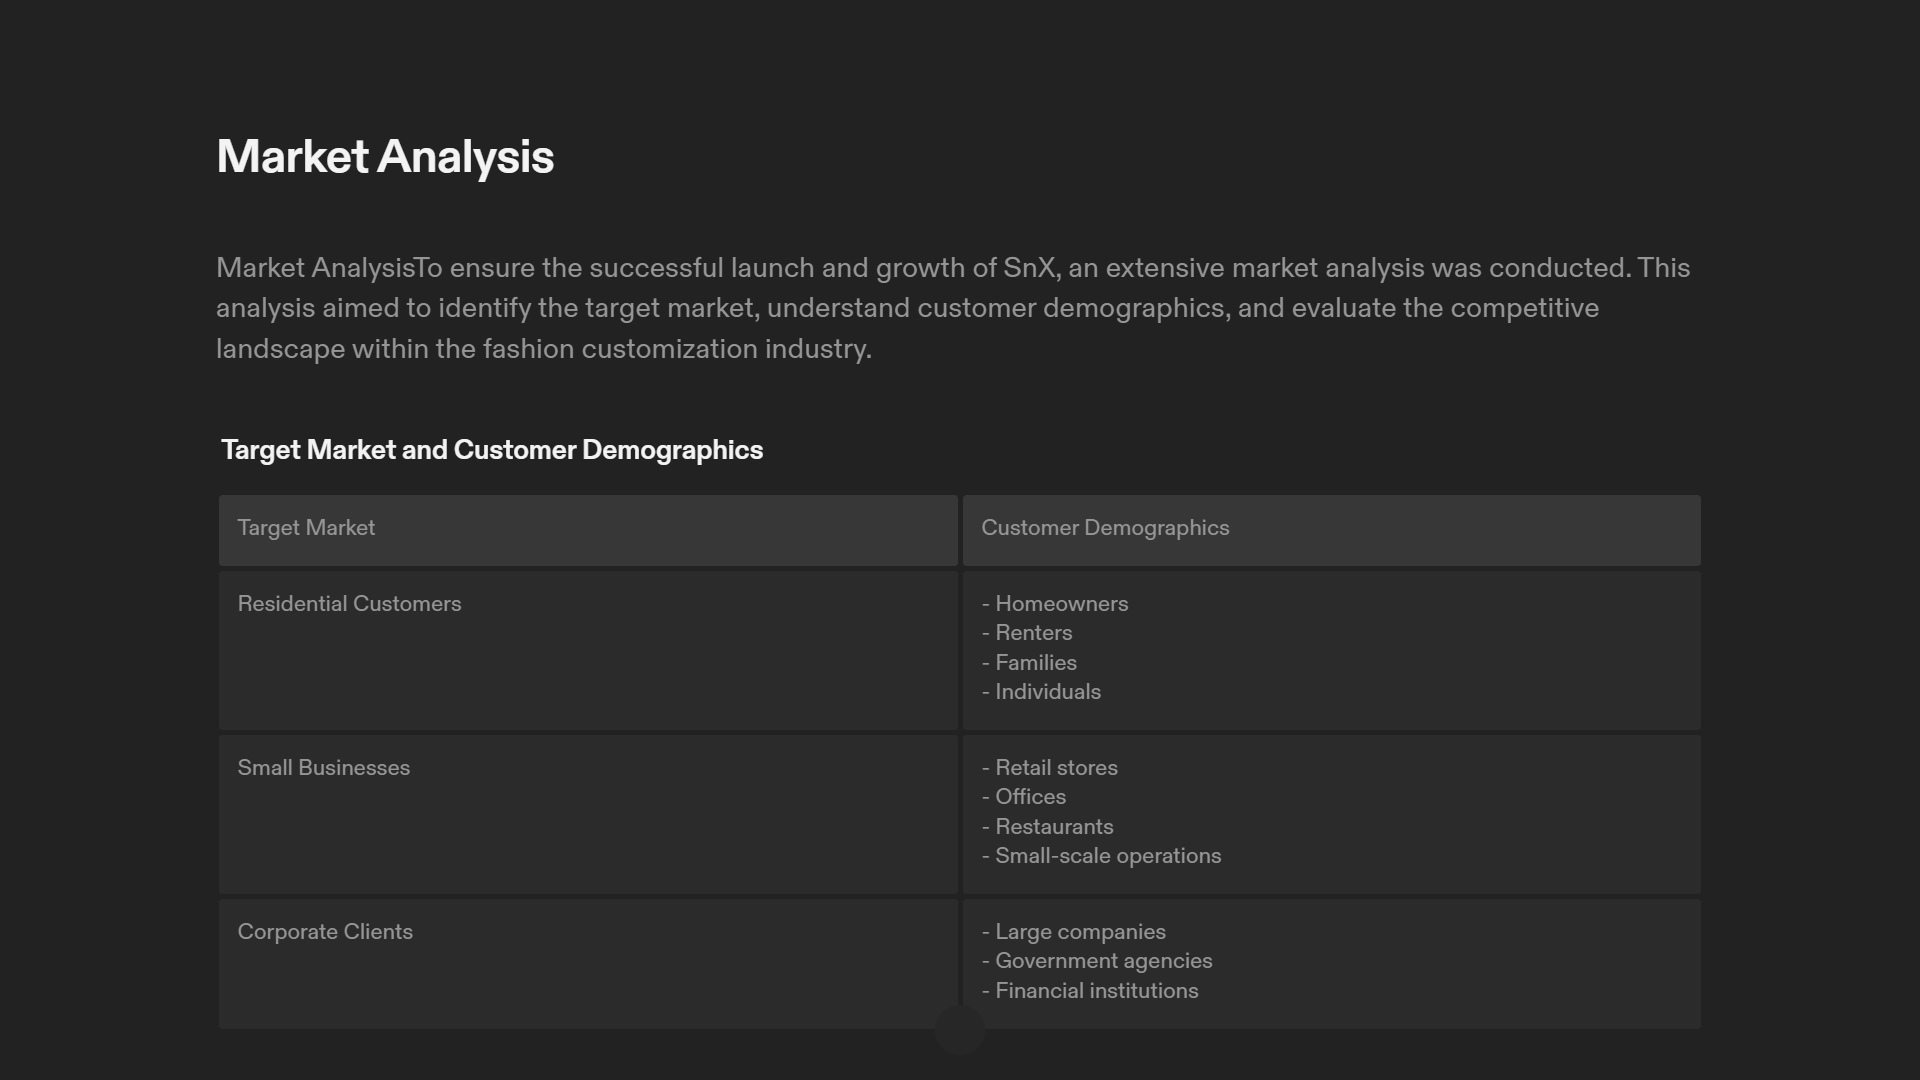 Market Analysis
Market AnalysisTo ensure the successful launch and growth of SnX, an extensive market analysis was conducted. This
analysis aimed to identify the target market, understand customer demographics, and evaluate the competitive
landscape within the fashion customization industry.
Target Market and Customer Demographics
Target Market
Customer Demographics
Residential Customers
- Homeowners
- Renters
- Families
- Individuals
Small Businesses
- Retail stores
- Offices
- Restaurants
- Small-scale operations
Corporate Clients
- Large companies
- Government agencies
- Financial institutions